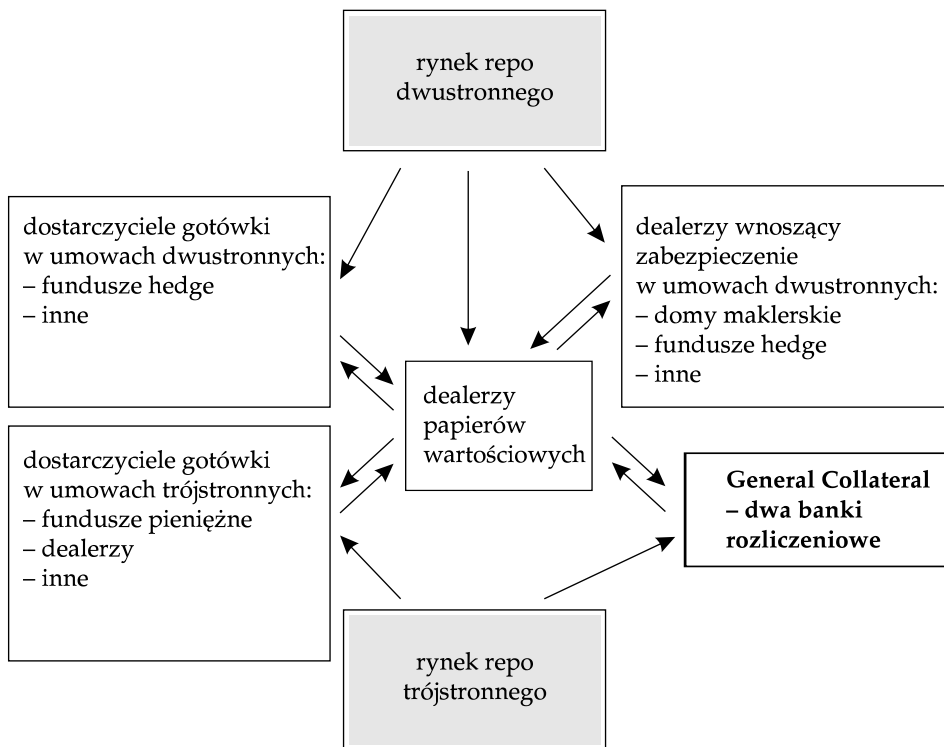 rynek repo
dwustronnego
dostarczyciele gotówki
w umowach dwustronnych:
– fundusze hedge
– inne
dealerzy wnoszący
zabezpieczenie
w umowach dwustronnych:
– domy maklerskie
– fundusze hedge
– inne
dealerzy
papierów
wartościowych
dostarczyciele gotówki
w umowach trójstronnych:
– fundusze pieniężne
– dealerzy
– inne
General Collateral
– dwa banki
rozliczeniowe
rynek repo
trójstronnego